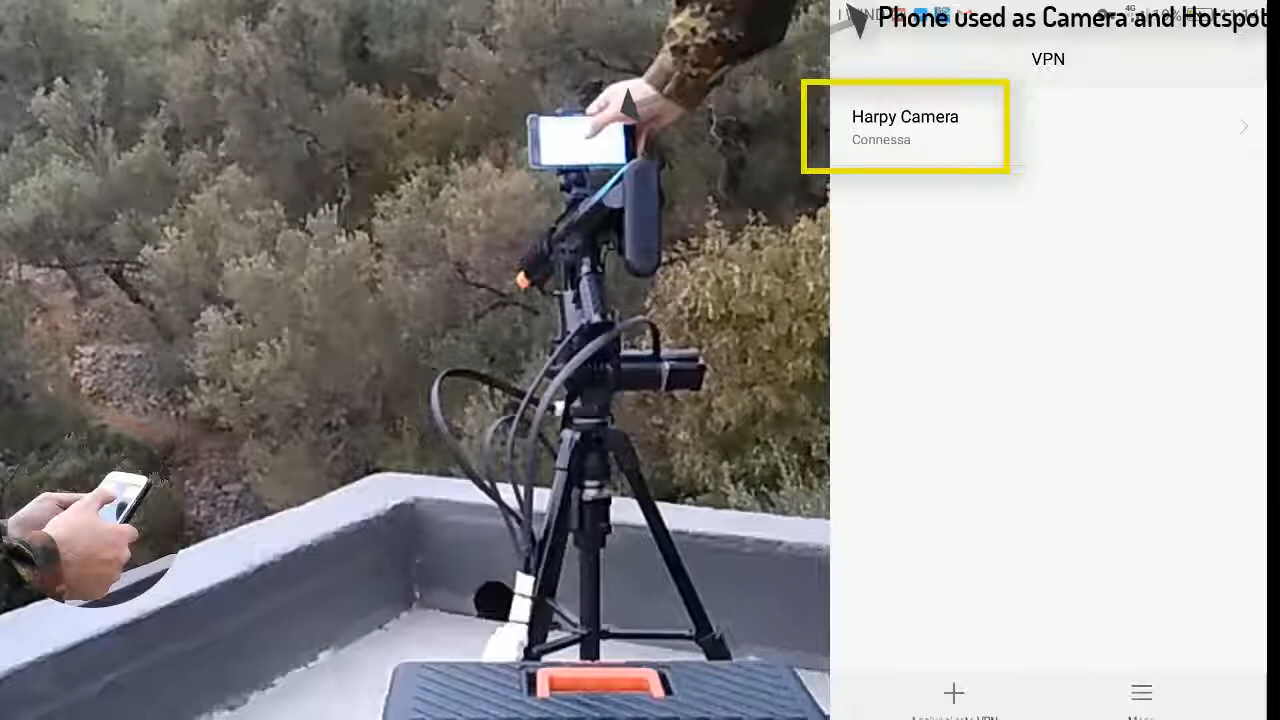 Phone used as Camera and Hotspot
VPN
Harpy Camera
Connessa